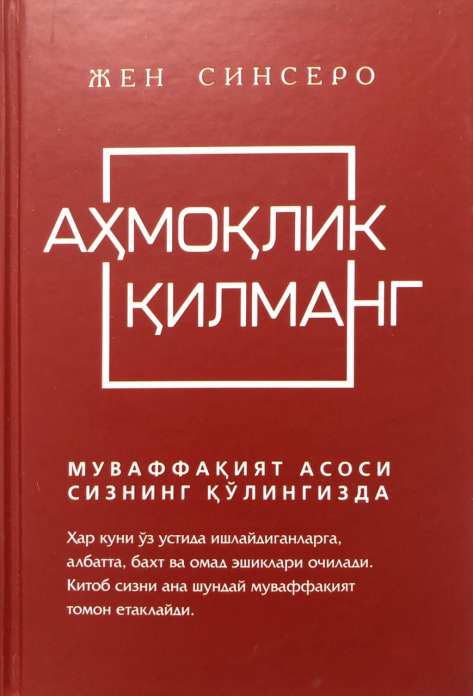 ЖЕН СИНСЕРО
АҲМОҚЛИК
ҚИЛМАНГ
МУВАФФАҚИЯТ АСОСИ
СИЗНИНГ ҚЎЛИНГИЗДА
Ҳар куни ўз устида ишлайдиганларга,
албатта, бахт ва омад эшиклари очилади.
Китоб сизни ана шундай муваффақият
томон етаклайди.